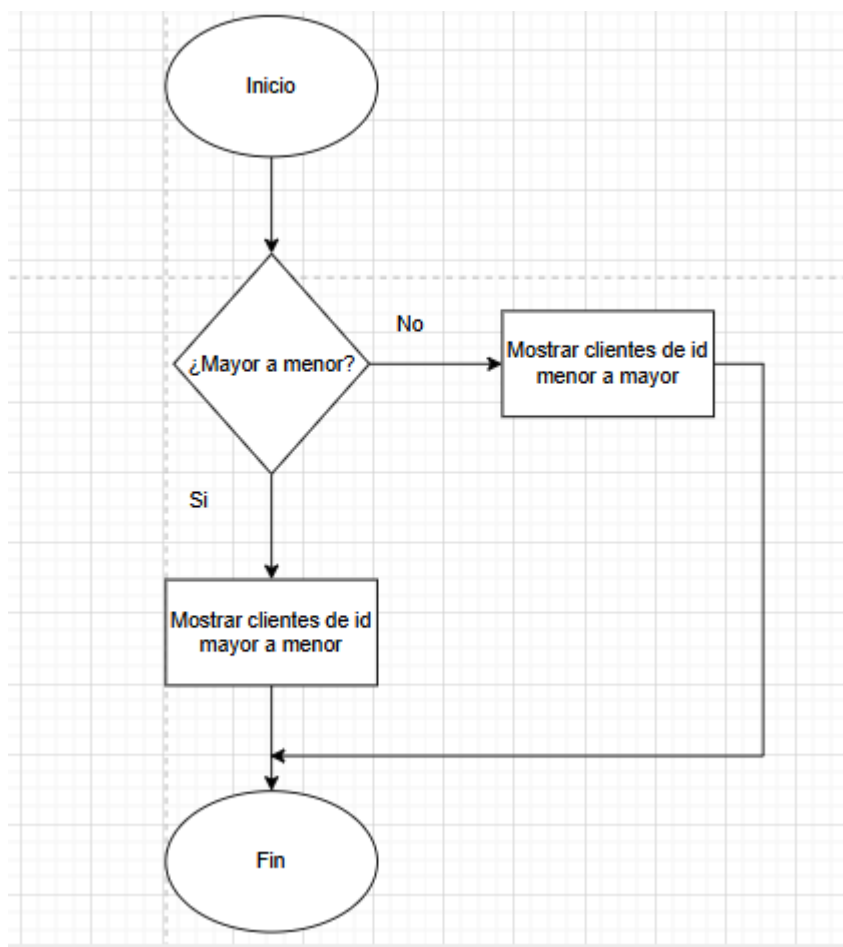 Inicio
¿Mayor a menor?
No
Mostrar clientes de id
menor a mayor
Si
Mostrar clientes de id
mayor a menor
Fin